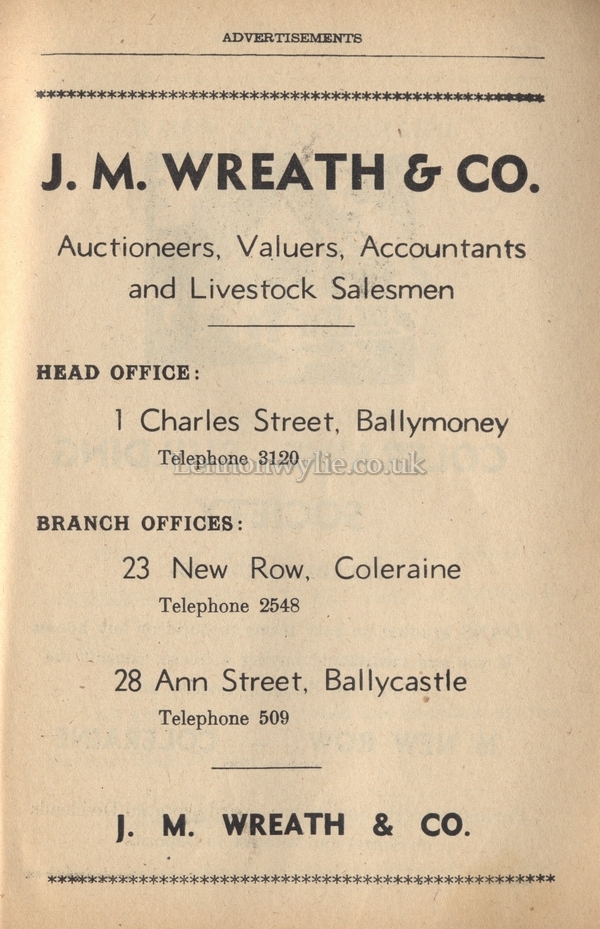 ADVERTISEMENTS
J. M. WREATH & CO.
Auctioneers, Valuers, Accountants
and Livestock Salesmen
HEAD OFFICE:
1 Charles Street, Ballymoney
Telephone 3120
Lennonwylie.co.uk
BRANCH OFFICES:
23 New Row, Coleraine
Telephone 2548
28 Ann Street, Ballycastle
Telephone 509
J. M. WREATH & CO.